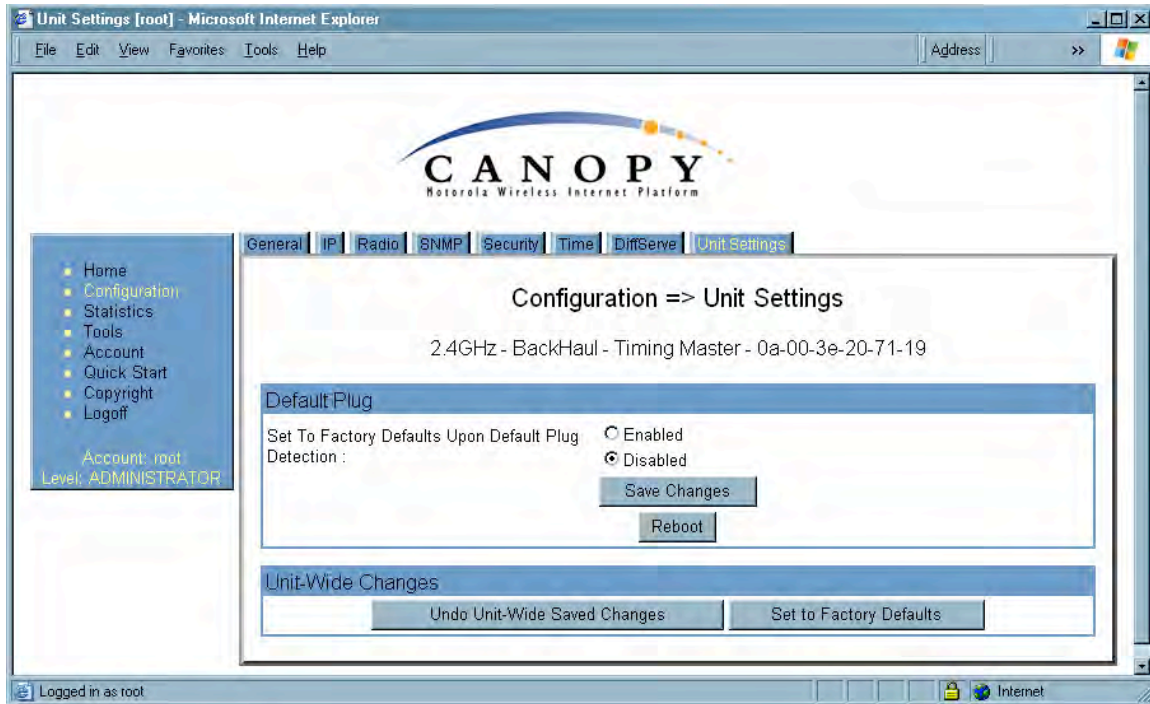 Unit Settings [root] - Microsoft Internet Explorer
File Edit View Favorites Tools Help
Address »
CANOPY
Motorola Wireless Internet Platform
General IP Radio SNMP Security Time DiffServe Unit Settings
Home
Configuration
Statistics
Tools
Account
Quick Start
Copyright
Logoff
Account: root
Level: ADMINISTRATOR
Configuration => Unit Settings
2.4GHz - BackHaul - Timing Master - 0a-00-3e-20-71-19
Default Plug
Set To Factory Defaults Upon Default Plug
Detection :
Enabled
Disabled
Save Changes
Reboot
Unit-Wide Changes
Undo Unit-Wide Saved Changes Set to Factory Defaults
Logged in as root
Internet